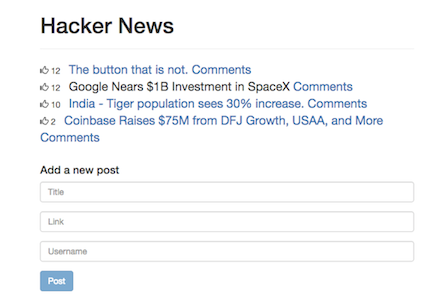 Hacker News
12 The button that is not. Comments
12 Google Nears $1B Investment in SpaceX Comments
10 India - Tiger population sees 30% increase. Comments
2 Coinbase Raises $75M from DFJ Growth, USAA, and More
Comments
Add a new post
Title
Link
Username
Post